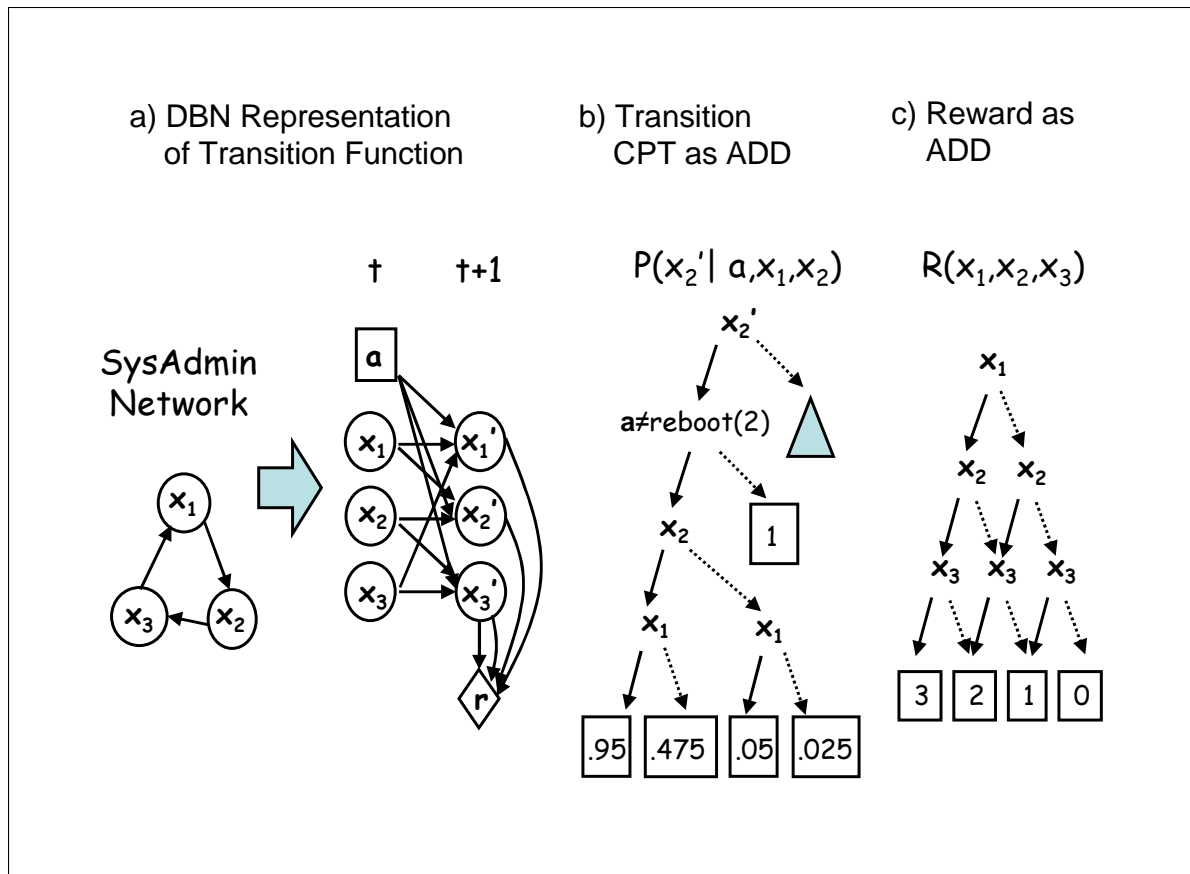 a) DBN Representation
of Transition Function
b) Transition
CPT as ADD
c) Reward as
ADD
t t+1
P(x₂'| a,x₁,x₂)
R(x₁,x₂,x₃)
SysAdmin
Network
x₁
x₃ x₂
a
x₁ x₁'
x₂ x₂'
x₃ x₃'
r
x₂'
a≠reboot(2)
x₂ 1
x₁ x₁
.95 .475 .05 .025
x₁
x₂ x₂
x₃ x₃ x₃
3 2 1 0